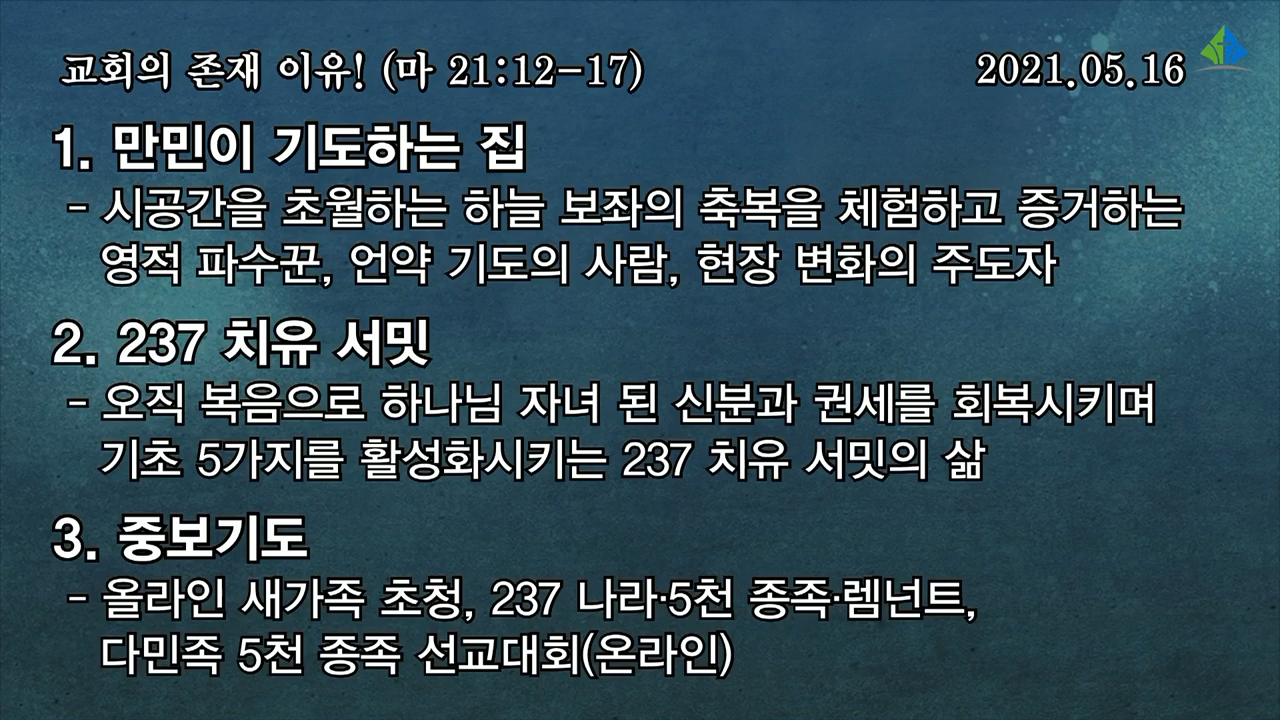 교회의 존재 이유! (마 21:12-17) 2021.05.16
1. 만민이 기도하는 집
- 시공간을 초월하는 하늘 보좌의 축복을 체험하고 증거하는
영적 파수꾼, 언약 기도의 사람, 현장 변화의 주도자
2. 237 치유 서밋
- 오직 복음으로 하나님 자녀 된 신분과 권세를 회복시키며
기초 5가지를 활성화시키는 237 치유 서밋의 삶
3. 중보기도
- 올라인 새가족 초청, 237 나라·5천 종족·렘넌트,
다민족 5천 종족 선교대회(온라인)